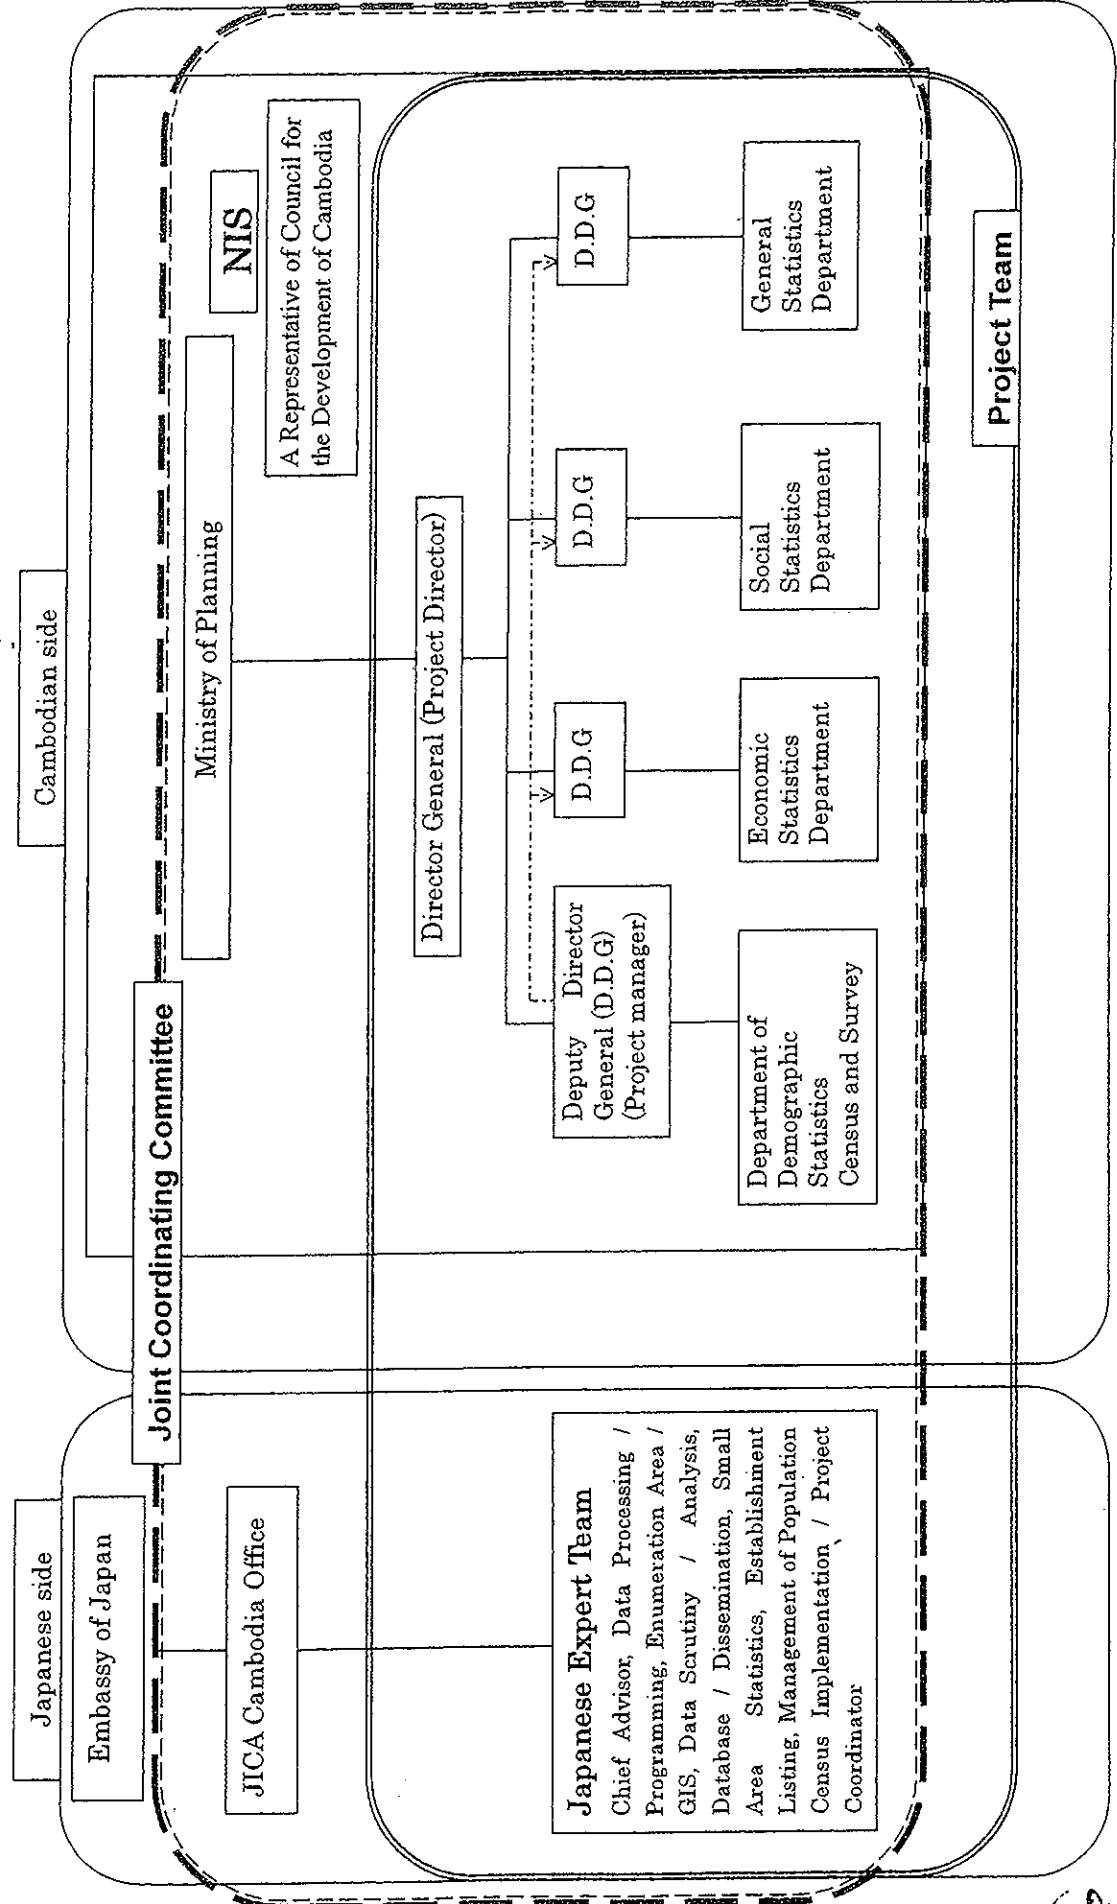 Japanese side
Embassy of Japan
JICA Cambodia Office
Japanese Expert Team
Chief Advisor, Data Processing /
Programming, Enumeration Area /
GIS, Data Scrutiny / Analysis,
Database / Dissemination, Small
Area Statistics, Establishment
Listing, Management of Population
Census Implementation / Project
Coordinator
Joint Coordinating Committee
Cambodian side
Ministry of Planning
NIS
A Representative of Council for
the Development of Cambodia
Director General (Project Director)
Deputy Director
General (D.D.G)
(Project manager)
D.D.G
D.D.G
D.D.G
Department of
Demographic
Statistics
Census and Survey
Economic
Statistics
Department
Social
Statistics
Department
General
Statistics
Department
Project Team